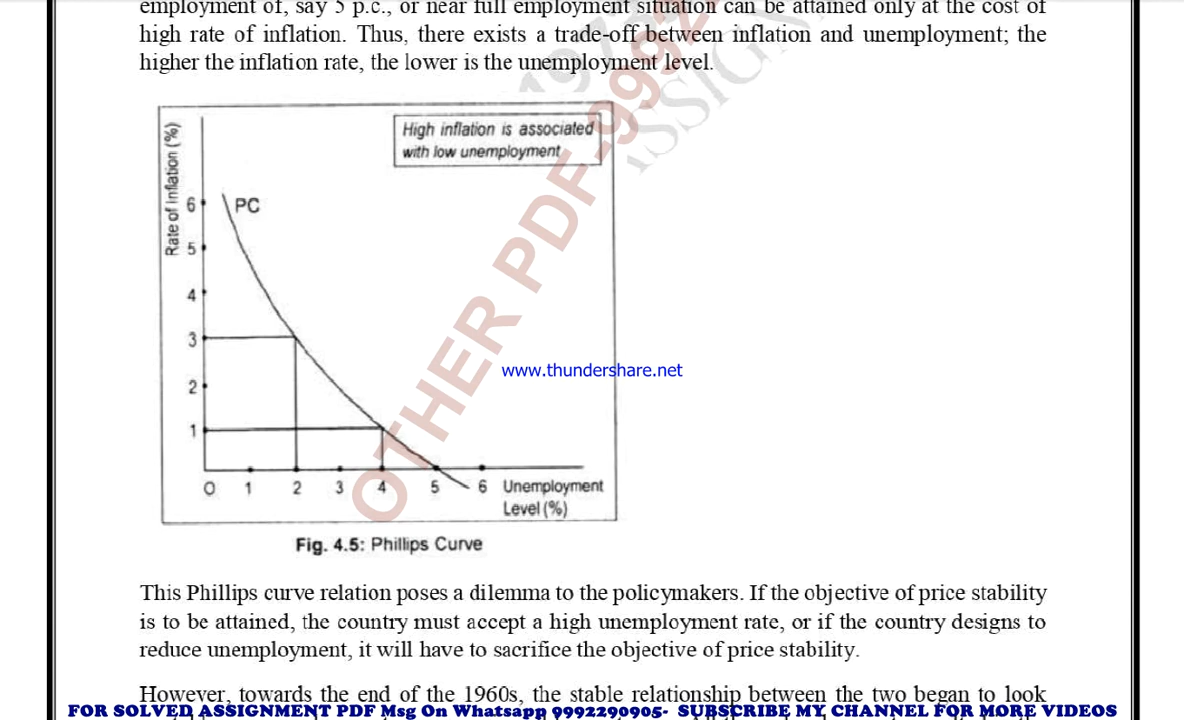 employment of, say 5 p.c., or near full employment situation can be attained only at the cost of
high rate of inflation. Thus, there exists a trade-off between inflation and unemployment; the
higher the inflation rate, the lower is the unemployment level.
High inflation is associated
with low unemployment
Rate of Inflation (%)
PC
6
5
4
3
2
1
0 1 2 3 4 5 6 Unemployment
Level (%)
Fig. 4.5: Phillips Curve
www.thundershare.net
OTHER PDF-9992
ASSIGN
This Phillips curve relation poses a dilemma to the policymakers. If the objective of price stability
is to be attained, the country must accept a high unemployment rate, or if the country designs to
reduce unemployment, it will have to sacrifice the objective of price stability.
However, towards the end of the 1960s, the stable relationship between the two began to look
FOR SOLVED ASSIGNMENT PDF Msg On Whatsapp 9992290905- SUBSCRIBE MY CHANNEL FOR MORE VIDEOS